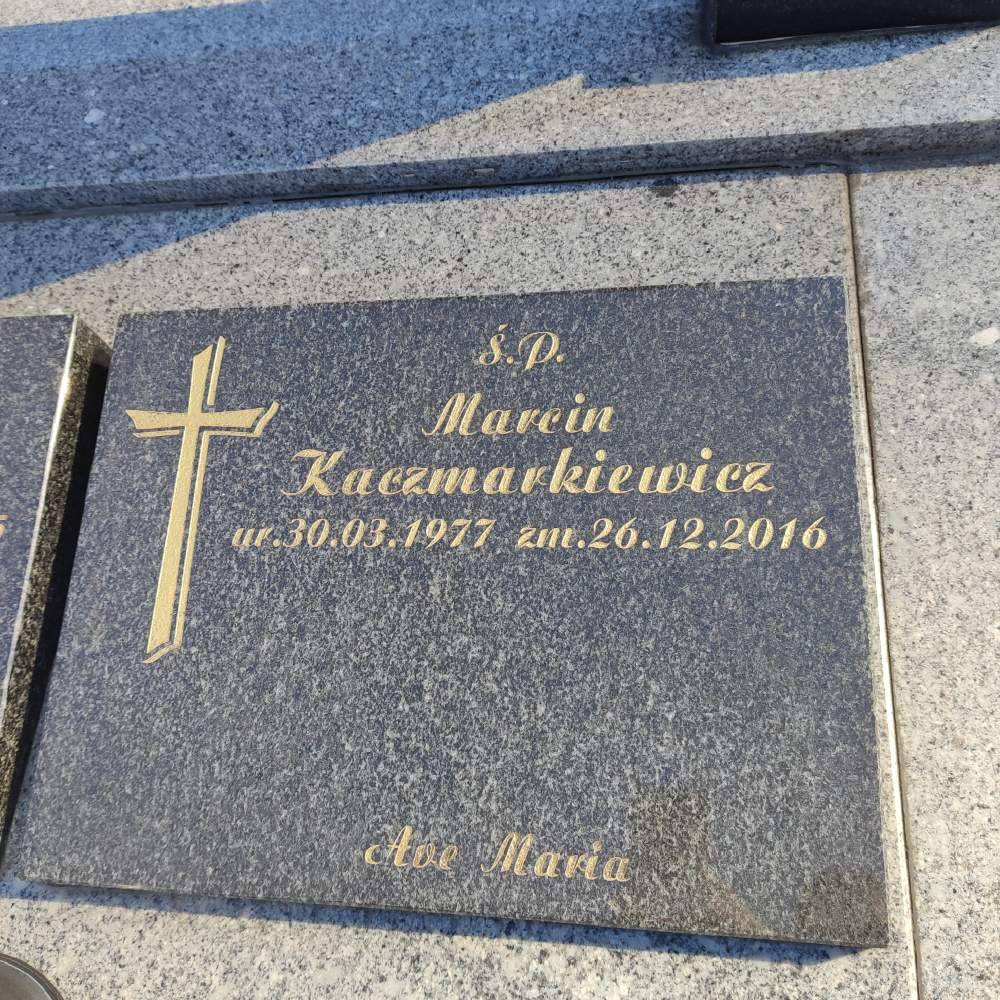 Ś.P.
Marcin
Kaczmarkiewicz
ur.30.03.1977 zm.26.12.2016
Ave Maria